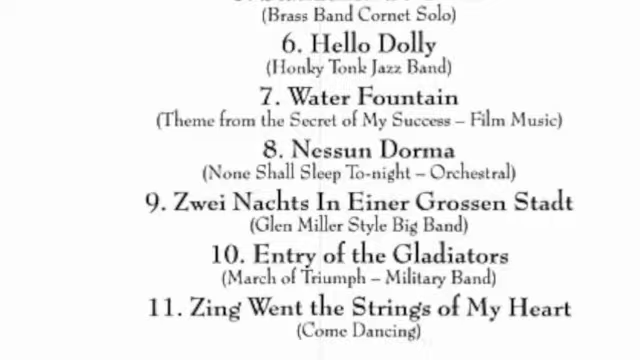 (Brass Band Cornet Solo)
6. Hello Dolly
(Honky Tonk Jazz Band)
7. Water Fountain
(Theme from the Secret of My Success – Film Music)
8. Nessun Dorma
(None Shall Sleep To-night – Orchestral)
9. Zwei Nachts In Einer Grossen Stadt
(Glen Miller Style Big Band)
10. Entry of the Gladiators
(March of Triumph – Military Band)
11. Zing Went the Strings of My Heart
(Come Dancing)